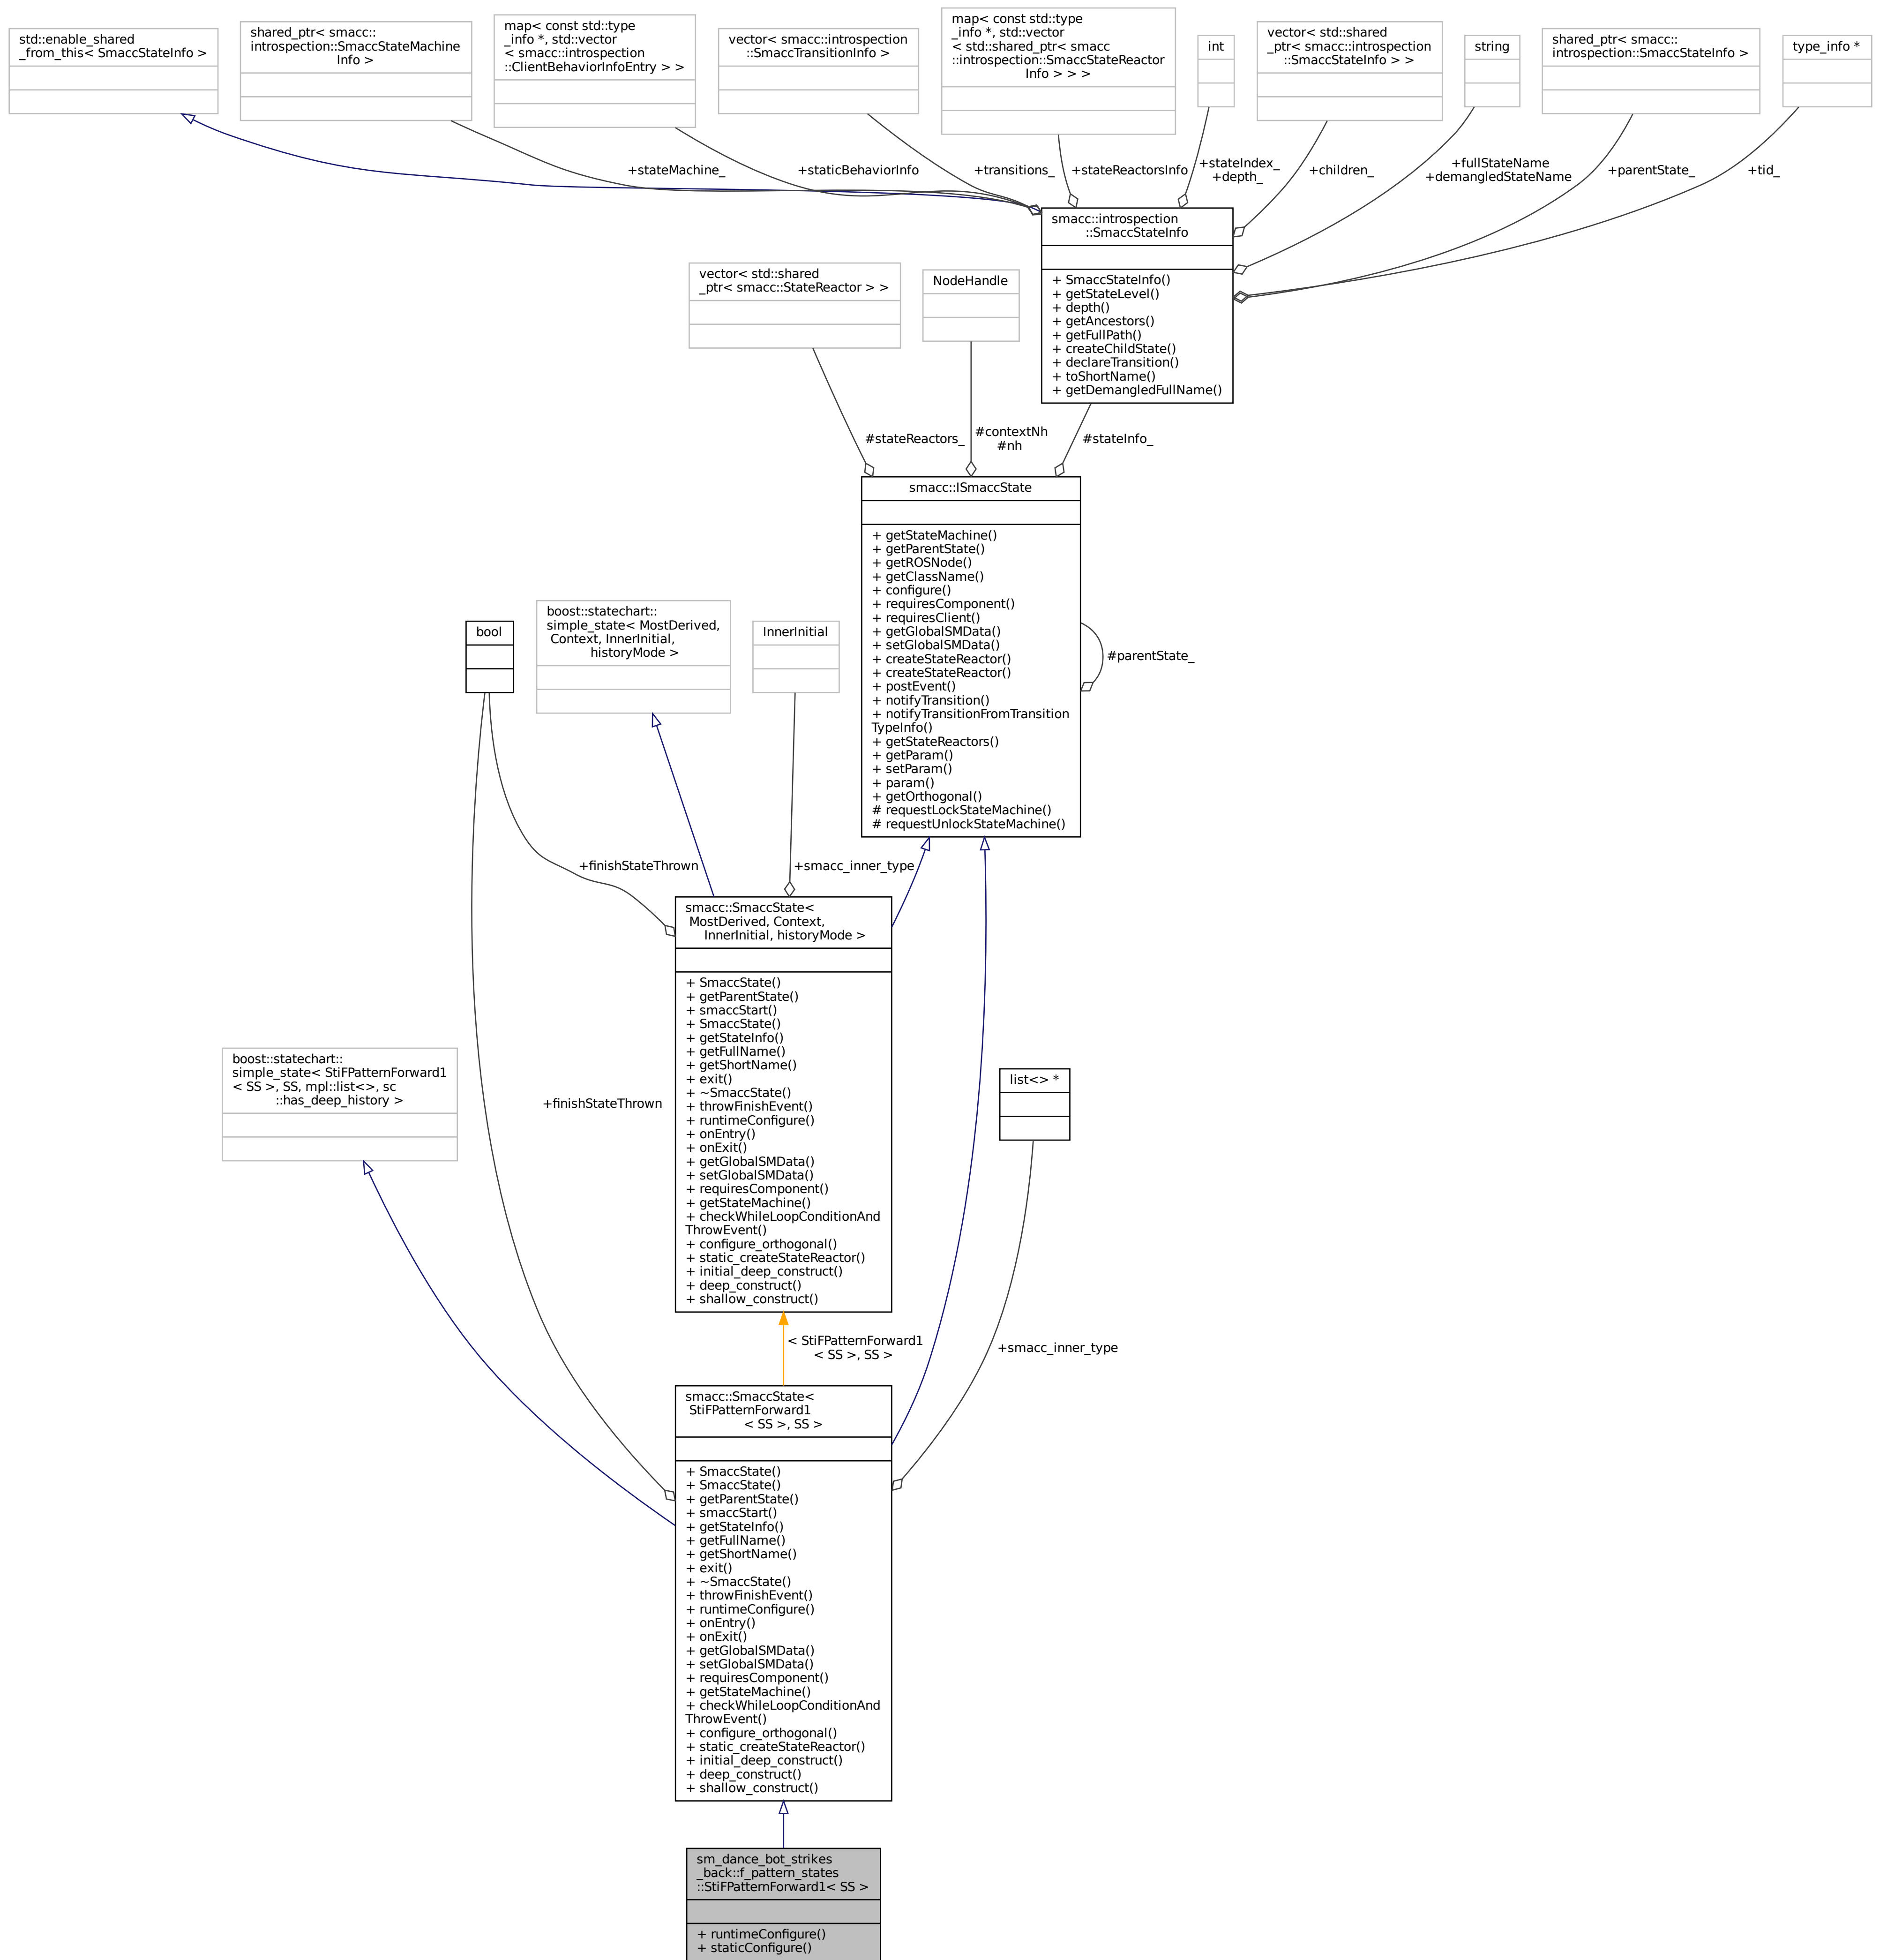 std::enable_shared
_from_this< SmaccStateInfo >
shared_ptr< smacc::
introspection::SmaccStateMachine
Info >
map< const std::type
_info *, std::vector
< smacc::introspection
::ClientBehaviorInfoEntry > >
vector< smacc::introspection
::SmaccTransitionInfo >
map< const std::type
_info *, std::vector
< std::shared_ptr< smacc
::introspection::SmaccStateReactor
Info > > >
int
vector< std::shared
_ptr< smacc::introspection
::SmaccStateInfo > >
string
shared_ptr< smacc::
introspection::SmaccStateInfo >
type_info *
+stateMachine_
+staticBehaviorInfo
+transitions_
+stateReactorsInfo
+stateIndex_
+depth_
+children_
+fullStateName
+demangledStateName
+parentState_
+tid_
smacc::introspection
::SmaccStateInfo
+ SmaccStateInfo()
+ getStateLevel()
+ depth()
+ getAncestors()
+ getFullPath()
+ createChildState()
+ declareTransition()
+ toShortName()
+ getDemangledFullName()
vector< std::shared
_ptr< smacc::StateReactor > >
NodeHandle
#stateReactors_
#contextNh
#nh
#stateInfo_
smacc::ISmaccState
+ getStateMachine()
+ getParentState()
+ getROSNode()
+ getClassName()
+ configure()
+ requiresComponent()
+ requiresClient()
+ getGlobalSMData()
+ setGlobalSMData()
+ createStateReactor()
+ createStateReactor()
+ postEvent()
+ notifyTransition()
+ notifyTransitionFromTransition
TypeInfo()
+ getStateReactors()
+ getParam()
+ setParam()
+ param()
+ getOrthogonal()
# requestLockStateMachine()
# requestUnlockStateMachine()
#parentState_
bool
boost::statechart::
simple_state< MostDerived,
Context, InnerInitial,
historyMode >
InnerInitial
+finishStateThrown
+smacc_inner_type
smacc::SmaccState<
MostDerived, Context,
InnerInitial, historyMode >
+ SmaccState()
+ getParentState()
+ smaccStart()
+ SmaccState()
+ getStateInfo()
+ getFullName()
+ getShortName()
+ exit()
+ ~SmaccState()
+ throwFinishEvent()
+ runtimeConfigure()
+ onEntry()
+ onExit()
+ getGlobalSMData()
+ setGlobalSMData()
+ requiresComponent()
+ getStateMachine()
+ checkWhileLoopConditionAnd
ThrowEvent()
+ configure_orthogonal()
+ static_createStateReactor()
+ initial_deep_construct()
+ deep_construct()
+ shallow_construct()
boost::statechart::
simple_state< StiFPatternForward1
< SS >, SS, mpl::list<>, sc
::has_deep_history >
+finishStateThrown
list<> *
< StiFPatternForward1
< SS >, SS >
+smacc_inner_type
smacc::SmaccState<
StiFPatternForward1
< SS >, SS >
+ SmaccState()
+ SmaccState()
+ getParentState()
+ smaccStart()
+ getStateInfo()
+ getFullName()
+ getShortName()
+ exit()
+ ~SmaccState()
+ throwFinishEvent()
+ runtimeConfigure()
+ onEntry()
+ onExit()
+ getGlobalSMData()
+ setGlobalSMData()
+ requiresComponent()
+ getStateMachine()
+ checkWhileLoopConditionAnd
ThrowEvent()
+ configure_orthogonal()
+ static_createStateReactor()
+ initial_deep_construct()
+ deep_construct()
+ shallow_construct()
sm_dance_bot_strikes
_back::f_pattern_states
::StiFPatternForward1< SS >
+ runtimeConfigure()
+ staticConfigure()